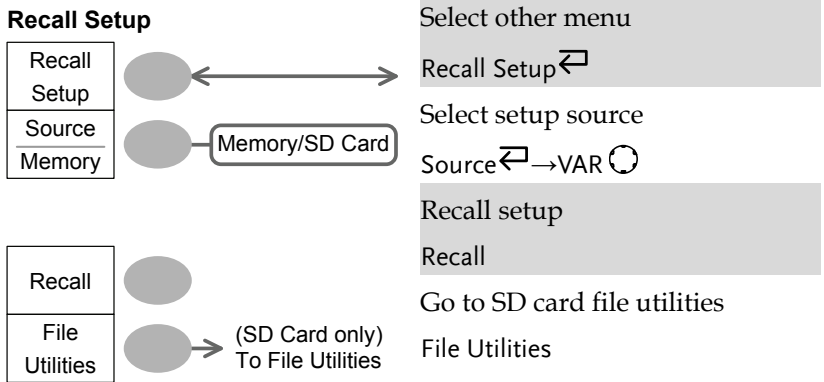 Recall Setup
Recall
Setup
Source
Memory
Memory/SD Card
Recall
File
Utilities
(SD Card only)
To File Utilities
Select other menu
Recall Setup
Select setup source
Source →VAR
Recall setup
Recall
Go to SD card file utilities
File Utilities